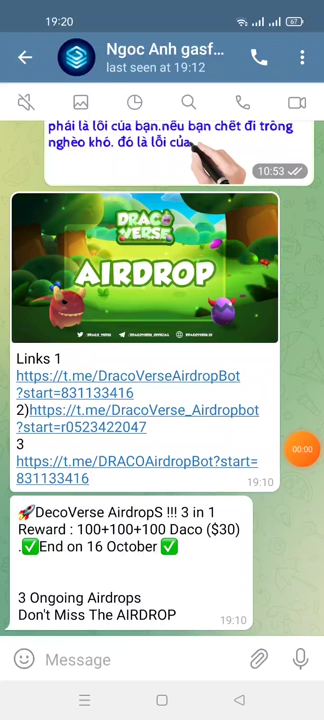 19:20
67
Ngoc Anh gasf...
last seen at 19:12
phải là lỗi của bạn.nếu bạn chết đi trong
nghèo khó. đó là lỗi của
10:53
DRACO
VERSE
AIRDROP
Links 1
https://t.me/DracoVerseAirdropBot
?start=831133416
2)https://t.me/DracoVerse_Airdropbot
?start=r0523422047
3
https://t.me/DRACOAirdropBot?start=
831133416
19:10
00:00
🚀DecoVerse AirdropS !!! 3 in 1
Reward : 100+100+100 Daco ($30)
.✅End on 16 October ✅
3 Ongoing Airdrops
Don't Miss The AIRDROP
19:10
Message